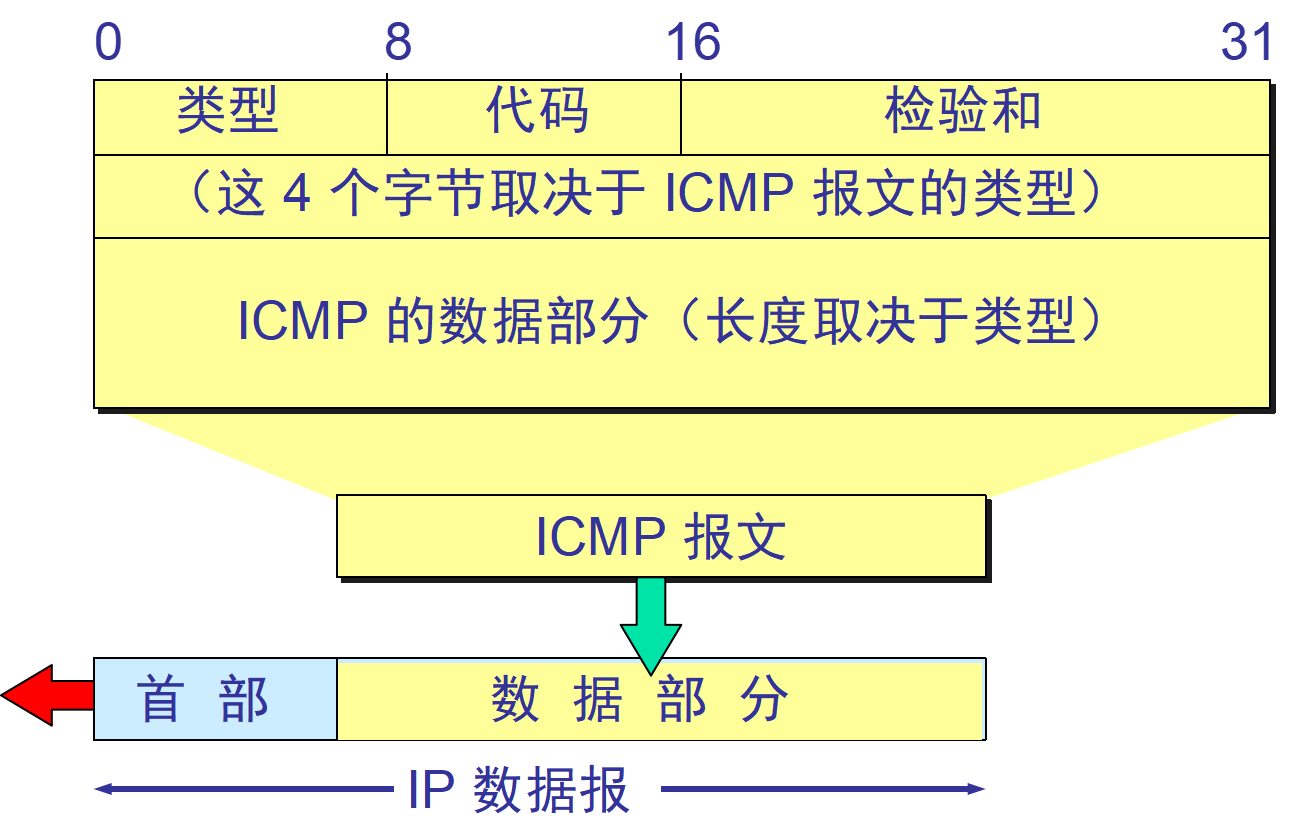 0 8 16 31
类型 代码 检验和
（这 4 个字节取决于 ICMP 报文的类型）
ICMP 的数据部分（长度取决于类型）
ICMP 报文
首 部 数 据 部 分
IP 数据报